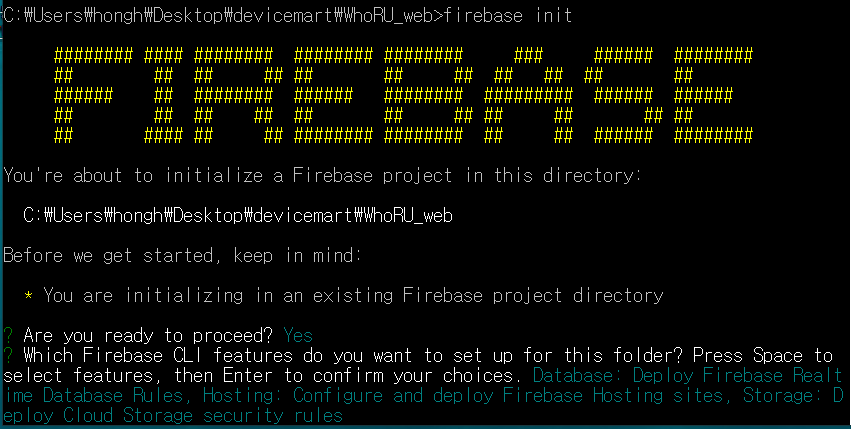 C:₩Users₩hongh₩Desktop₩devicemart₩WhoRU_web>firebase init
FIREBASE
You're about to initialize a Firebase project in this directory:
C:₩Users₩hongh₩Desktop₩devicemart₩WhoRU_web
Before we get started, keep in mind:
* You are initializing in an existing Firebase project directory
? Are you ready to proceed? Yes
? Which Firebase CLI features do you want to set up for this folder? Press Space to
select features, then Enter to confirm your choices. Database: Deploy Firebase Realt
ime Database Rules, Hosting: Configure and deploy Firebase Hosting sites, Storage: D
eploy Cloud Storage security rules